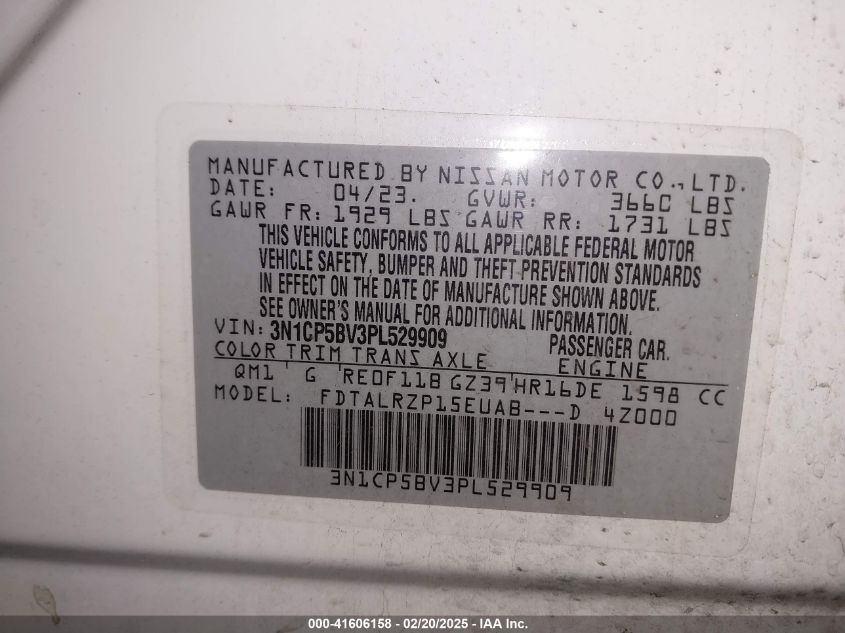 MANUFACTURED BY NISSAN MOTOR CO.,LTD.
DATE: 04/23. GVWR: 3660 LBS
GAWR FR: 1929 LBS GAWR RR: 1731 LBS
THIS VEHICLE CONFORMS TO ALL APPLICABLE FEDERAL MOTOR
VEHICLE SAFETY, BUMPER AND THEFT PREVENTION STANDARDS
IN EFFECT ON THE DATE OF MANUFACTURE SHOWN ABOVE.
SEE OWNER'S MANUAL FOR ADDITIONAL INFORMATION.
VIN: 3N1CP5BV3PL529909 PASSENGER CAR.
COLOR TRIM TRANS AXLE ENGINE
QM1 G RE0F11B GZ39 HR16DE 1598 CC
MODEL: FDTALRZP15EUAB---D 4Z000
3N1CP5BV3PL529909
000-41606158 - 02/20/2025 - IAA Inc.